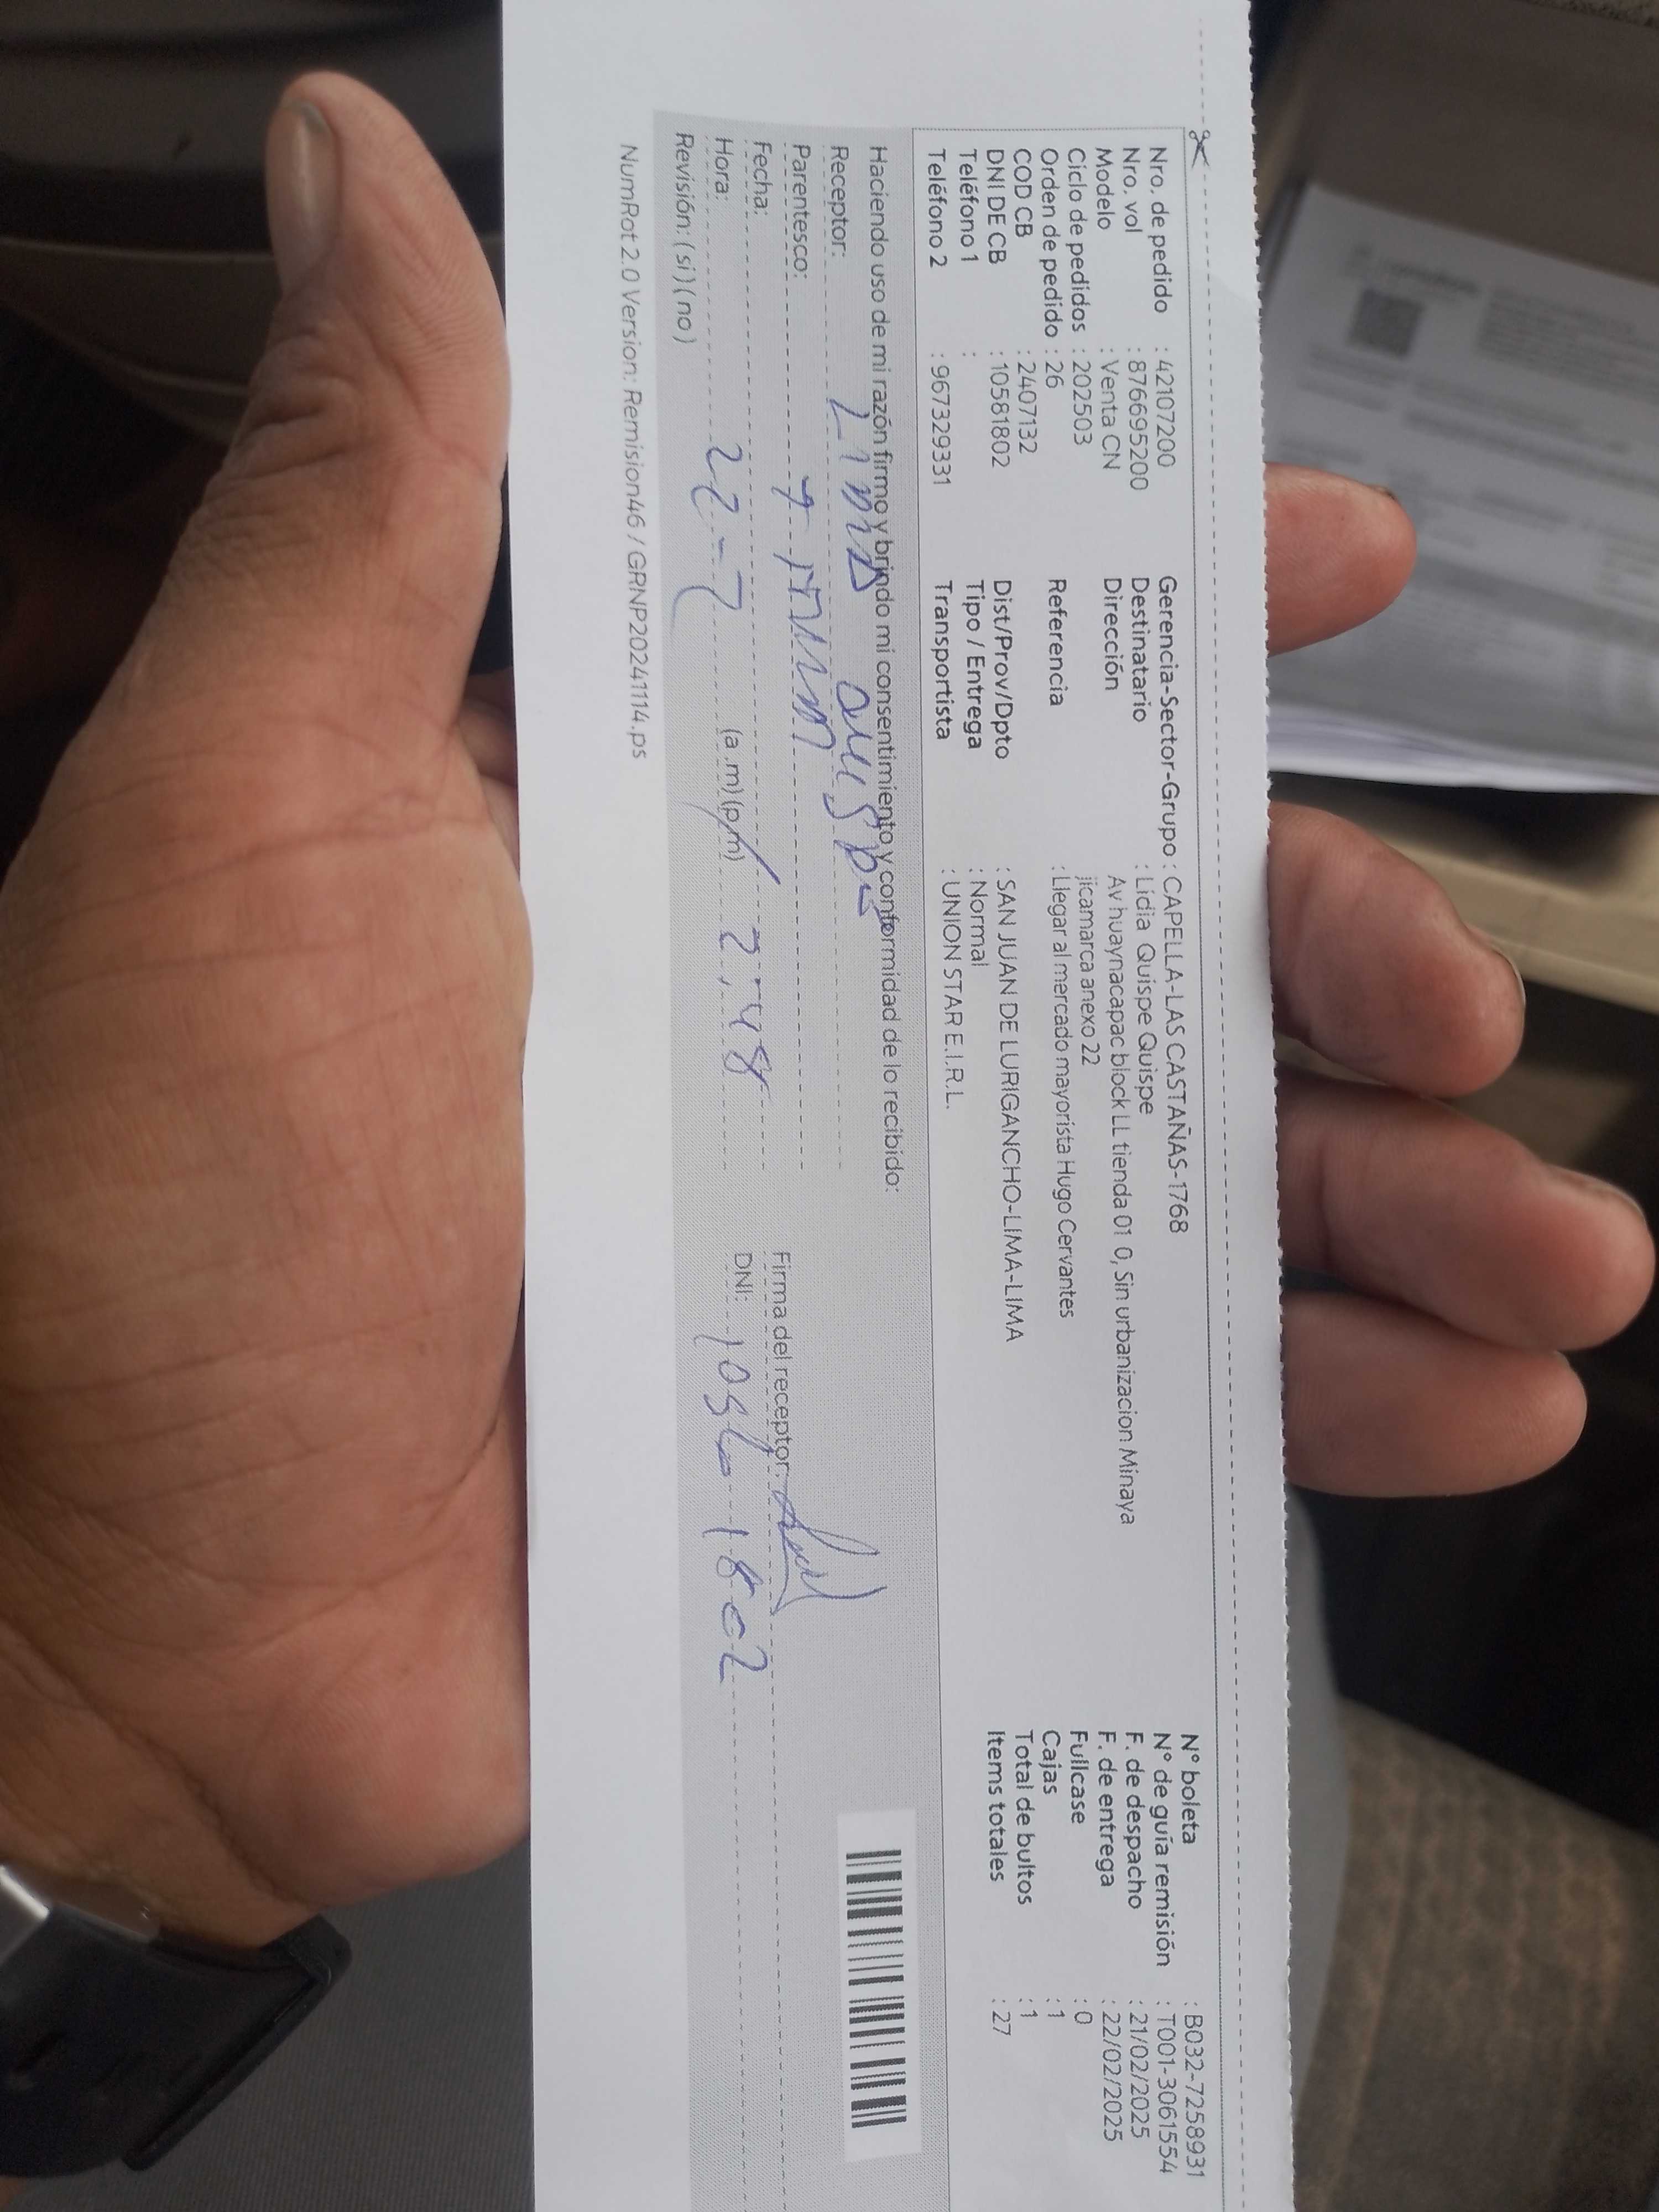 Nro. de pedido : 42107200
Nro. vol : 8766695200
Modelo : Venta CN
Ciclo de pedidos : 202503
Orden de pedido : 26
COD CB : 2407132
DNI DE CB : 10581802
Teléfono 1 :
Teléfono 2 : 967329331
Gerencia-Sector-Grupo : CAPELLA-LAS CASTAÑAS-1768
Destinatario : Lidia Quispe Quispe
Dirección : Av huaynacapac block LL tienda 01 0, Sin urbanizacion Minaya
jicamarca anexo 22
Referencia : Llegar al mercado mayorista Hugo Cervantes
Dist/Prov/Dpto : SAN JUAN DE LURIGANCHO-LIMA-LIMA
Tipo / Entrega : Normal
Transportista : UNION STAR E.I.R.L.
N° boleta : B032-7258931
N° de guía remisión : T001-3061554
F. de despacho : 21/02/2025
F. de entrega : 22/02/2025
Fullcase : 0
Cajas : 1
Total de bultos : 1
Items totales : 27
Haciendo uso de mi razón firmo y brindo mi consentimiento y conformidad de lo recibido:
Receptor:
Parentesco:
Fecha:
Hora: 22-7 (a.m)(p.m) 2:48
Revisión: (si) (no)
Firma del receptor:
DNI:
NumRot 2.0 Version: Remision46 / GRNP20241114.ps